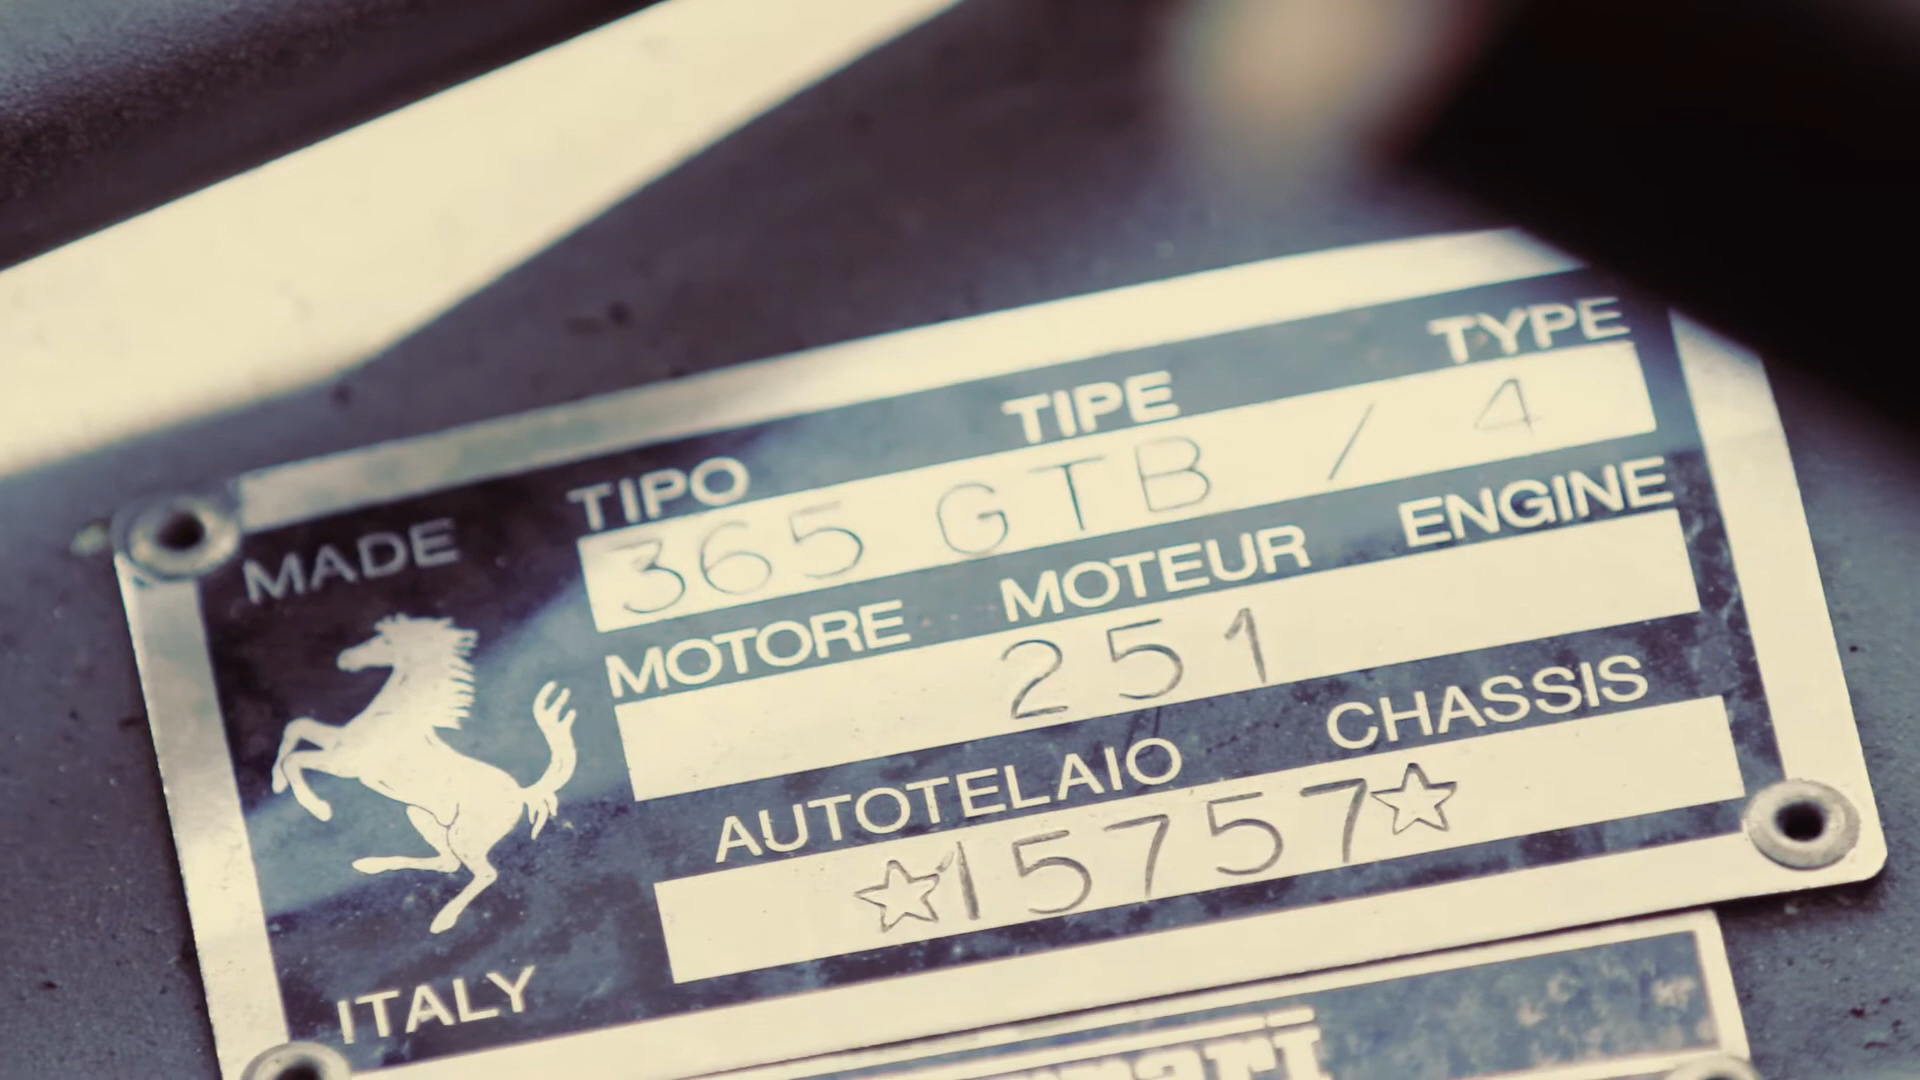 TIPO TIPE TYPE
MADE
365 GTB / 4
MOTORE MOTEUR ENGINE
251
AUTOTELAIO CHASSIS
☆15757☆
ITALY